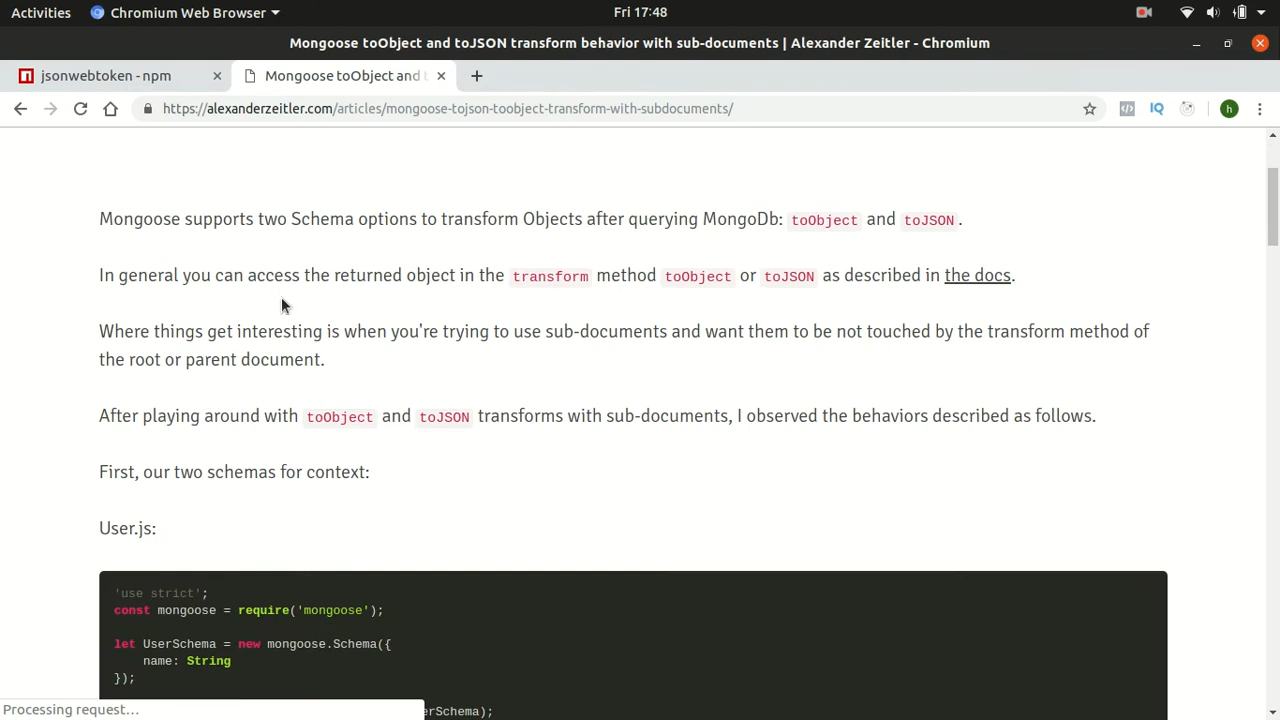 Activities Chromium Web Browser Fri 17:48
Mongoose toObject and toJSON transform behavior with sub-documents | Alexander Zeitler - Chromium
jsonwebtoken - npm Mongoose toObject and t
https://alexanderzeitler.com/articles/mongoose-tojson-toobject-transform-with-subdocuments/ IQ h
Mongoose supports two Schema options to transform Objects after querying MongoDb: toObject and toJSON.
In general you can access the returned object in the transform method toObject or toJSON as described in the docs.
Where things get interesting is when you're trying to use sub-documents and want them to be not touched by the transform method of
the root or parent document.
After playing around with toObject and toJSON transforms with sub-documents, I observed the behaviors described as follows.
First, our two schemas for context:
User.js:
'use strict';
const mongoose = require('mongoose');
let UserSchema = new mongoose.Schema({
name: String
});
Processing request… erSchema);